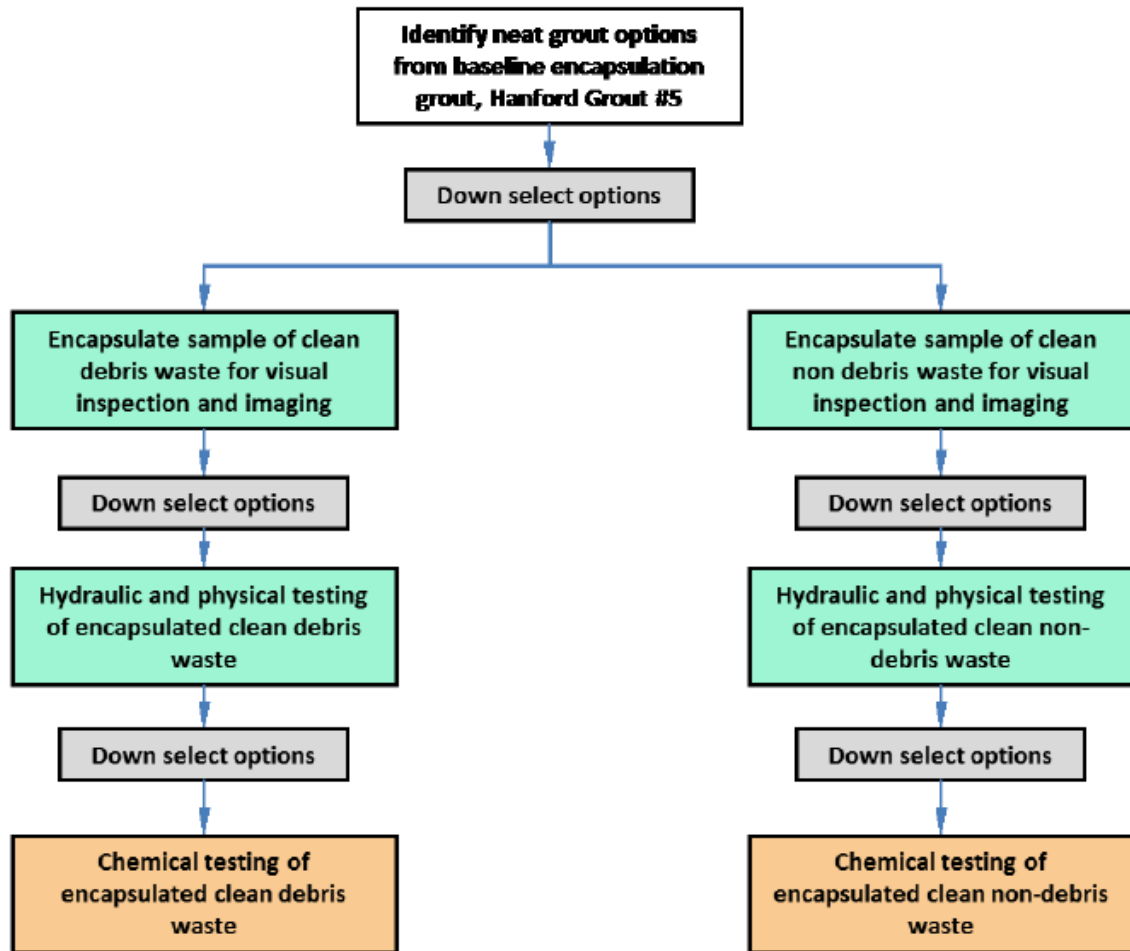 Identify neat grout options
from baseline encapsulation
grout, Hanford Grout #5
Down select options
Encapsulate sample of clean
debris waste for visual
inspection and imaging
Down select options
Hydraulic and physical testing
of encapsulated clean debris
waste
Down select options
Chemical testing of
encapsulated clean debris
waste
Encapsulate sample of clean
non debris waste for visual
inspection and imaging
Down select options
Hydraulic and physical testing
of encapsulated clean non-
debris waste
Down select options
Chemical testing of
encapsulated clean non-debris
waste